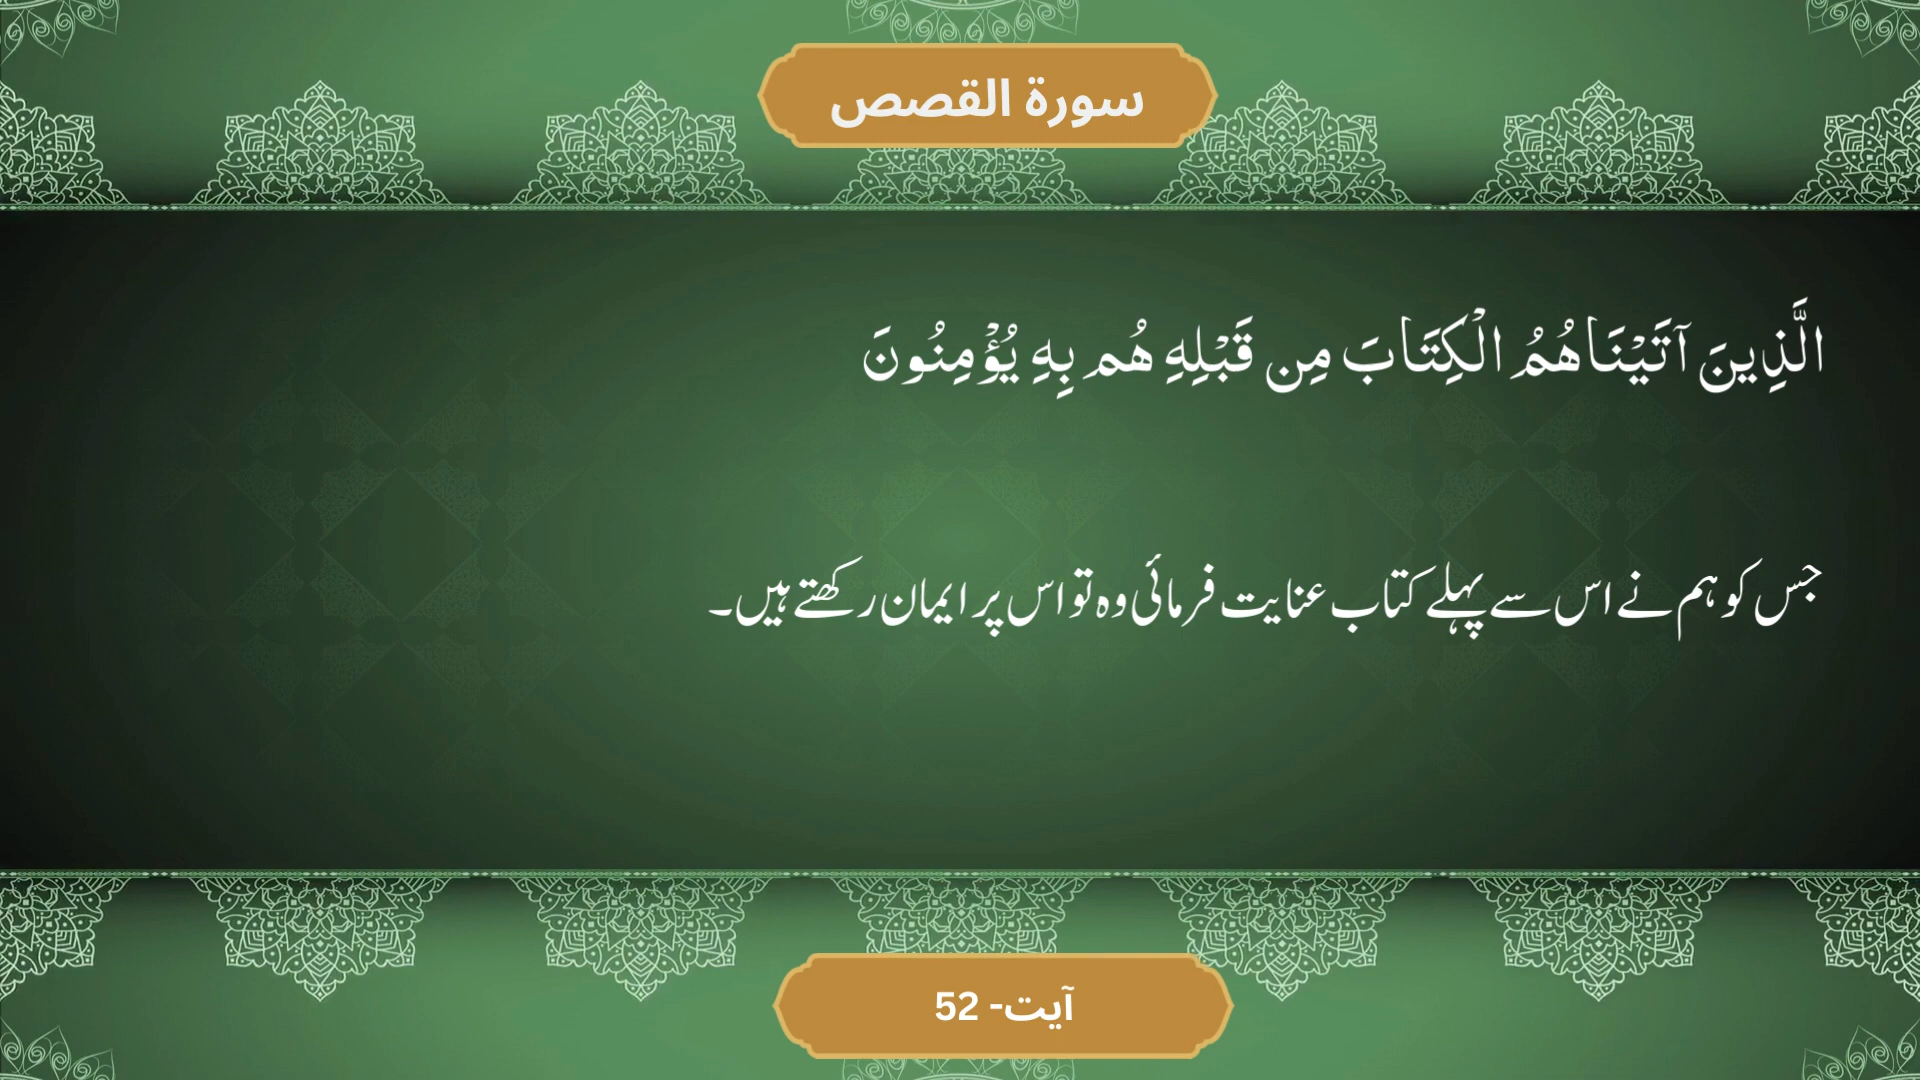 سورة القصص
الَّذِينَ آتَيْنَاهُمُ الْكِتَابَ مِن قَبْلِهِ هُم بِهِ يُؤْمِنُونَ
جس کو ہم نے اس سے پہلے کتاب عنایت فرمائی وہ تو اس پر ایمان رکھتے ہیں۔
آیت- 52